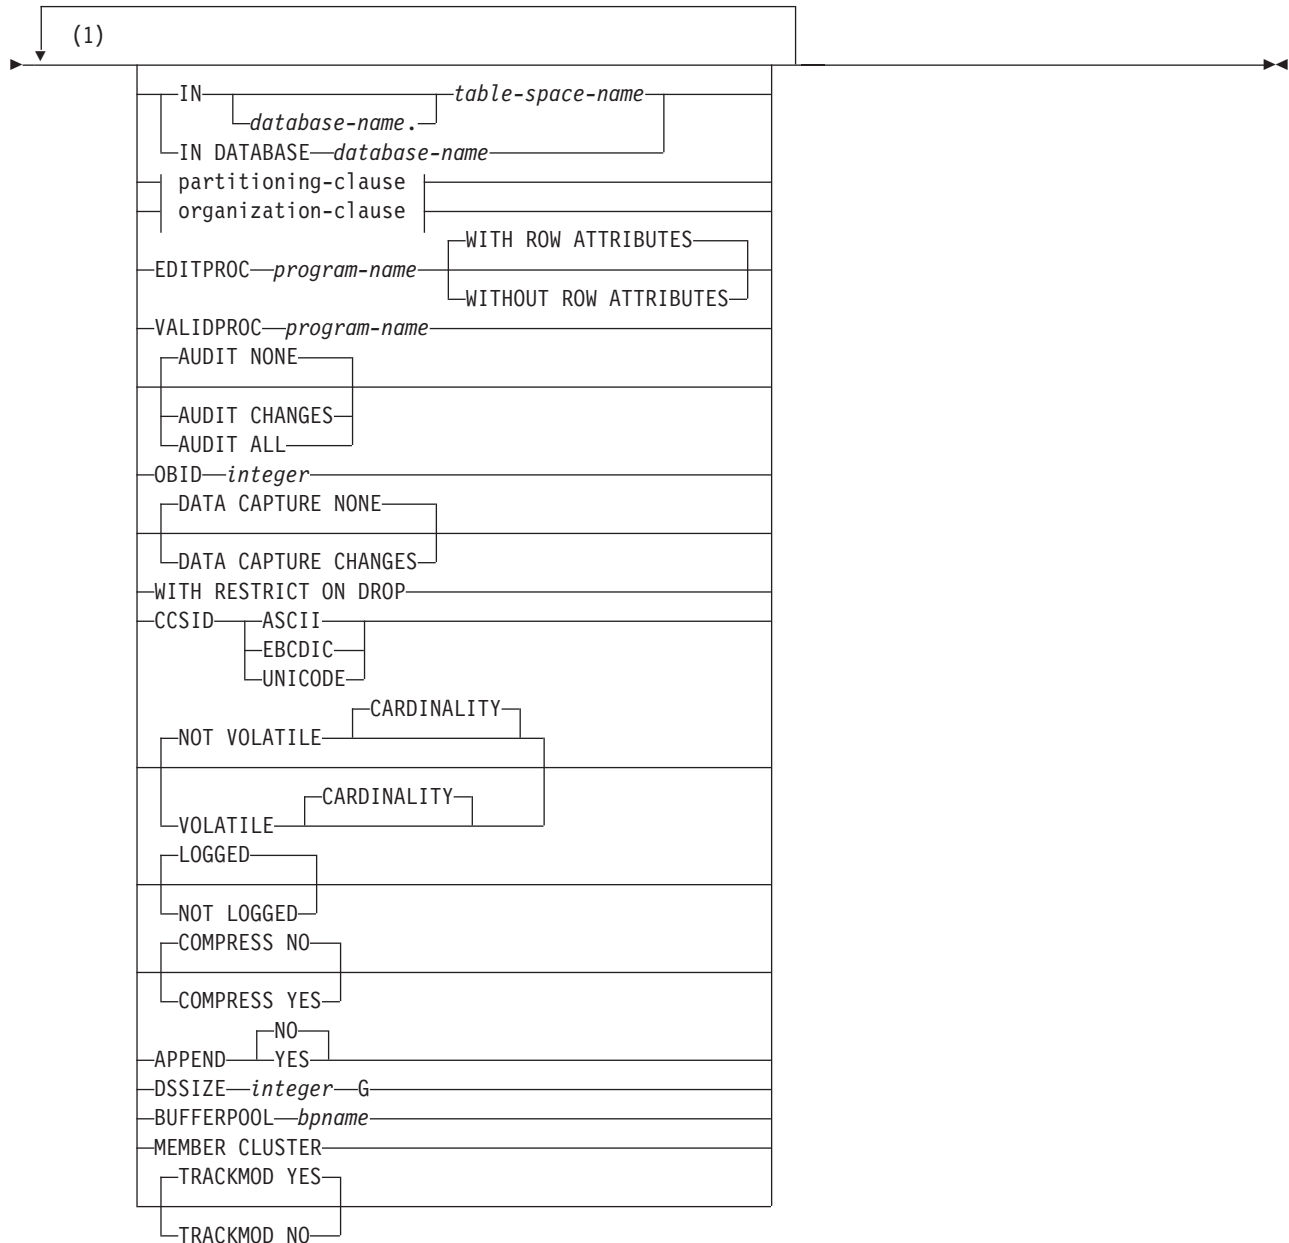 (1)
IN table-space-name
database-name.
IN DATABASE database-name
partitioning-clause
organization-clause
WITH ROW ATTRIBUTES
EDITPROC program-name
WITHOUT ROW ATTRIBUTES
VALIDPROC program-name
AUDIT NONE
AUDIT CHANGES
AUDIT ALL
OBID integer
DATA CAPTURE NONE
DATA CAPTURE CHANGES
WITH RESTRICT ON DROP
CCSID ASCII
EBCDIC
UNICODE
CARDINALITY
NOT VOLATILE
CARDINALITY
VOLATILE
LOGGED
NOT LOGGED
COMPRESS NO
COMPRESS YES
NO
APPEND YES
DSSIZE integer G
BUFFERPOOL bpname
MEMBER CLUSTER
TRACKMOD YES
TRACKMOD NO